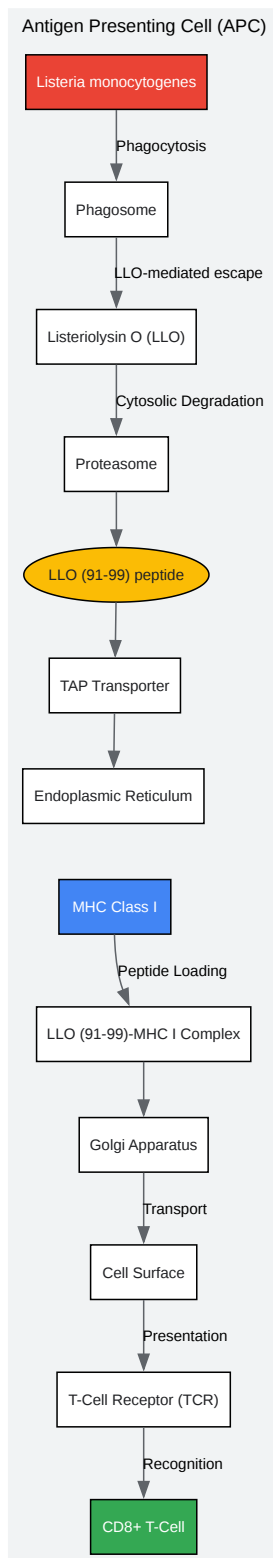 Antigen Presenting Cell (APC)
Listeria monocytogenes
Phagocytosis
Phagosome
LLO-mediated escape
Listeriolysin O (LLO)
Cytosolic Degradation
Proteasome
LLO (91-99) peptide
TAP Transporter
Endoplasmic Reticulum
MHC Class I
Peptide Loading
LLO (91-99)-MHC I Complex
Golgi Apparatus
Transport
Cell Surface
Presentation
T-Cell Receptor (TCR)
Recognition
CD8+ T-Cell